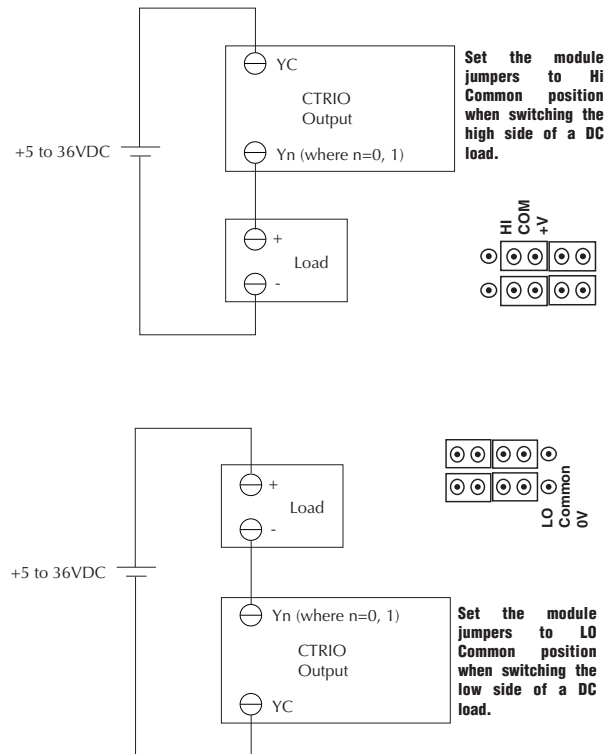 YC
CTRIO
Output
Yn (where n=0, 1)
+5 to 36VDC
+
Load
-
Set the module
jumpers to Hi
Common position
when switching the
high side of a DC
load.
HI
COM
+V
+
Load
-
+5 to 36VDC
Yn (where n=0, 1)
CTRIO
Output
YC
LO
Common
0V
Set the module
jumpers to LO
Common position
when switching the
low side of a DC
load.